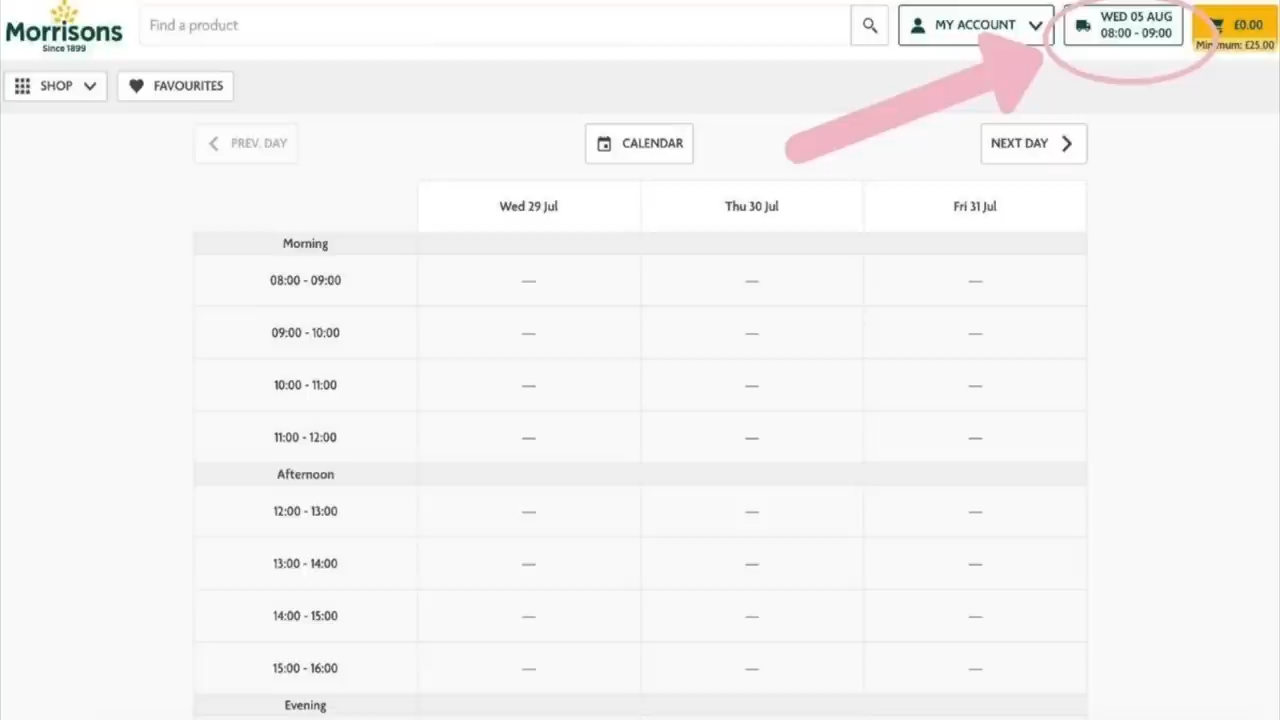 Morrisons
Since 1899
Find a product
MY ACCOUNT
WED 05 AUG
08:00 - 09:00
£0.00
Minimum: £25.00
SHOP
FAVOURITES
PREV. DAY
CALENDAR
NEXT DAY
Wed 29 Jul
Thu 30 Jul
Fri 31 Jul
Morning
08:00 - 09:00 — — —
09:00 - 10:00 — — —
10:00 - 11:00 — — —
11:00 - 12:00 — — —
Afternoon
12:00 - 13:00 — — —
13:00 - 14:00 — — —
14:00 - 15:00 — — —
15:00 - 16:00 — — —
Evening